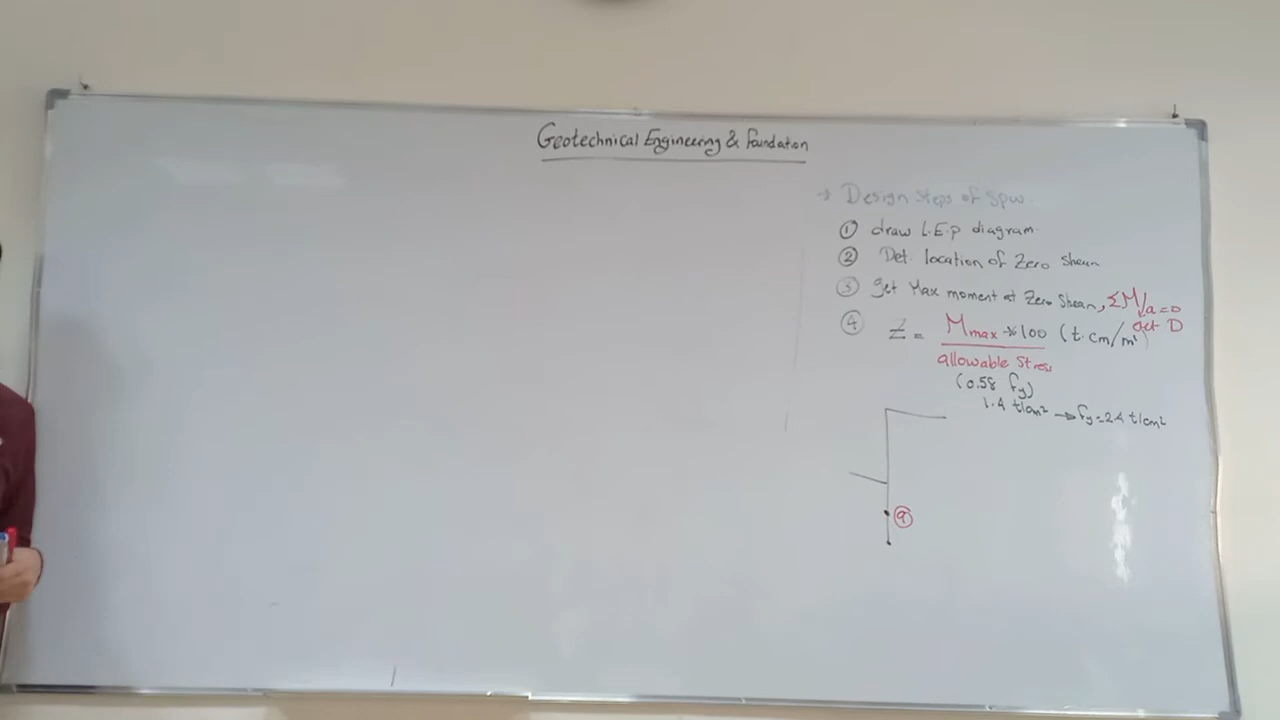 Geotechnical Engineering & Foundation
→ Design steps of spw.
① draw L.E.p diagram.
② Det. location of Zero Shear
③ get Max moment at Zero Shear, ΣM/a=0
get D
④ Z = Mmax * 100 (t.cm/m')
allowable stress
(0.58 fy)
1.4 t/cm² → fy=2.4 t/cm²
ⓐ